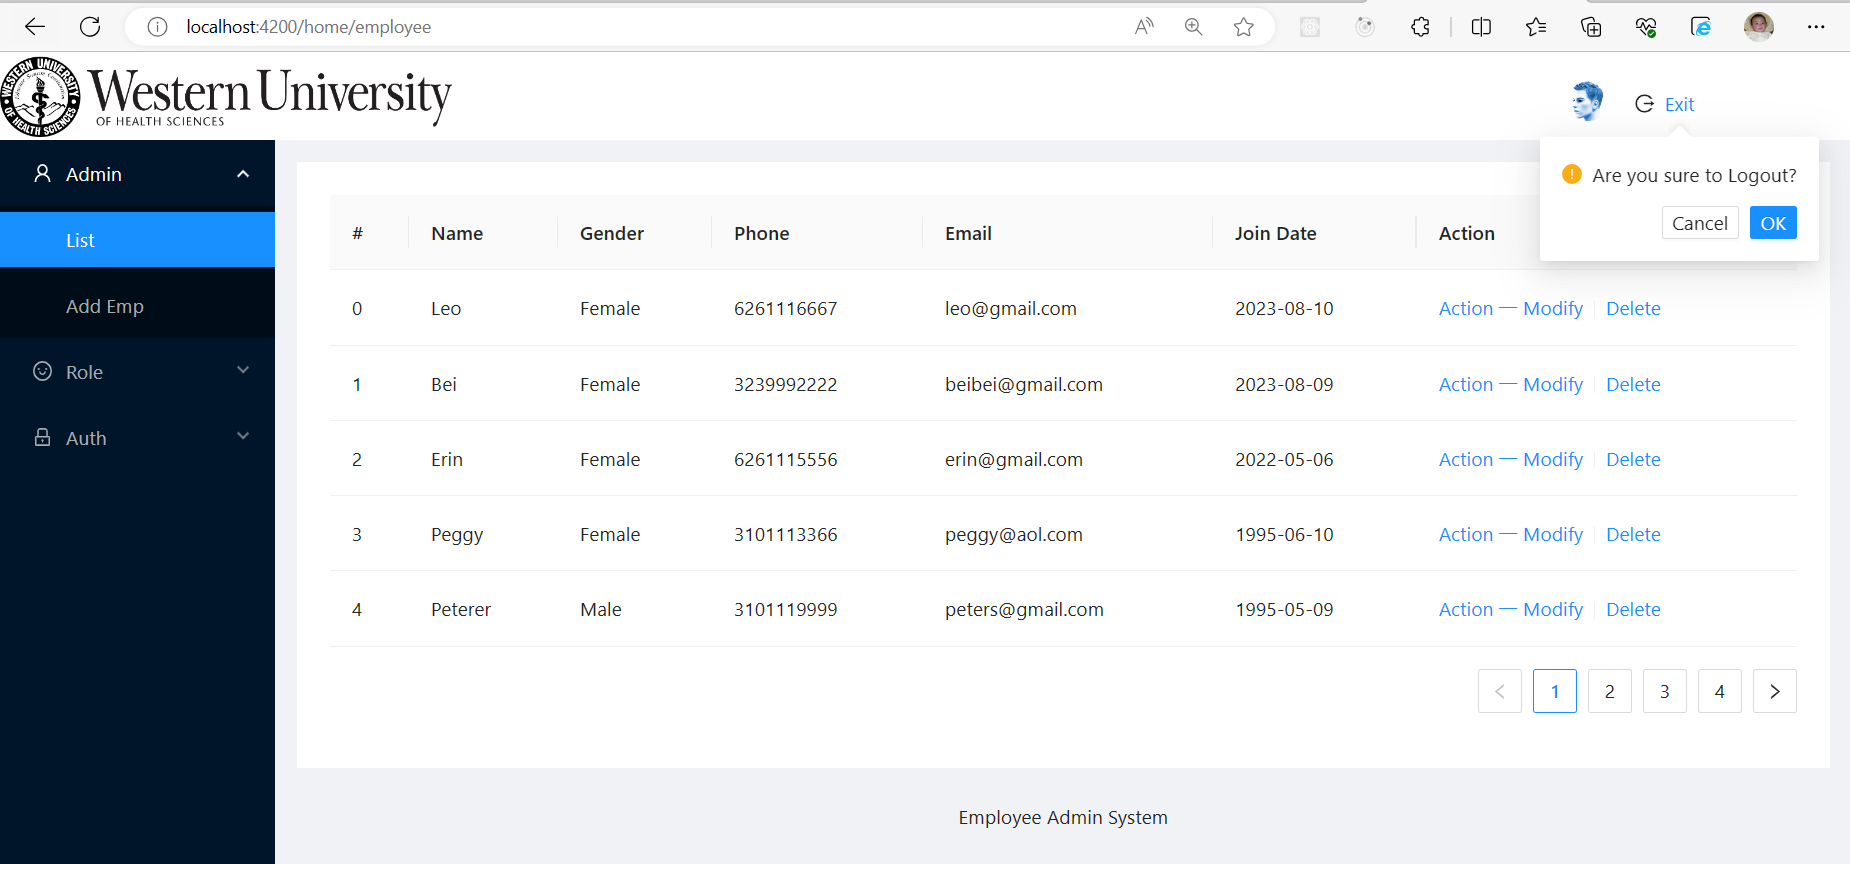 localhost:4200/home/employee
Western University
OF HEALTH SCIENCES
Exit
Admin
Are you sure to Logout?
Cancel OK
List
# Name Gender Phone Email Join Date Action
Add Emp
0 Leo Female 6261116667 leo@gmail.com 2023-08-10 Action — Modify Delete
Role
1 Bei Female 3239992222 beibei@gmail.com 2023-08-09 Action — Modify Delete
Auth
2 Erin Female 6261115556 erin@gmail.com 2022-05-06 Action — Modify Delete
3 Peggy Female 3101113366 peggy@aol.com 1995-06-10 Action — Modify Delete
4 Peterer Male 3101119999 peters@gmail.com 1995-05-09 Action — Modify Delete
< 1 2 3 4 >
Employee Admin System
WESTERN UNIVERSITY
OF HEALTH SCIENCES